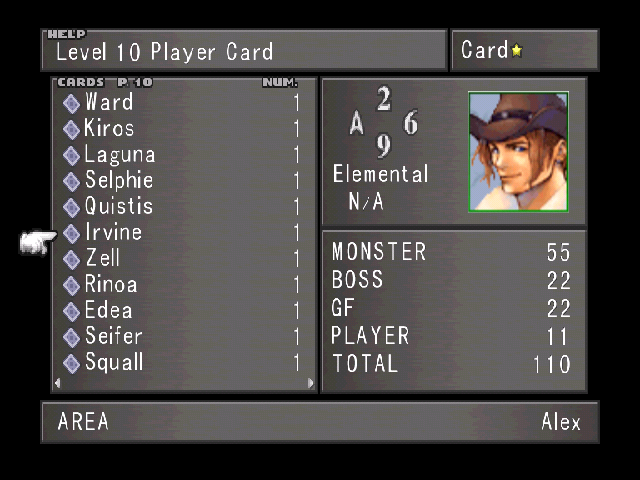 HELP
Level 10 Player Card
Card
CARDS P. 10 NUM.
Ward 1
Kiros 1
Laguna 1
Selphie 1
Quistis 1
Irvine 1
Zell 1
Rinoa 1
Edea 1
Seifer 1
Squall 1
2
A 6
9
Elemental
N/A
MONSTER 55
BOSS 22
GF 22
PLAYER 11
TOTAL 110
AREA Alex